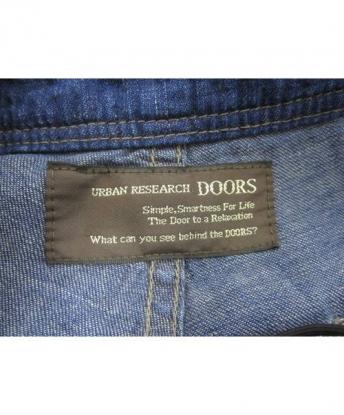 URBAN RESEARCH DOORS
Simple,Smartness For Life
The Door to a Relaxation
What can you see behind the DOORS?